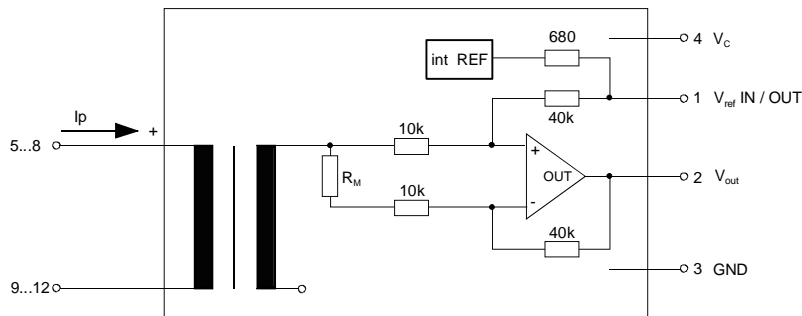 680
4 V_C
int REF
1 V_ref IN / OUT
Ip
+
40k
10k
5...8
+
R_M
OUT
2 V_out
10k
-
40k
3 GND
9...12